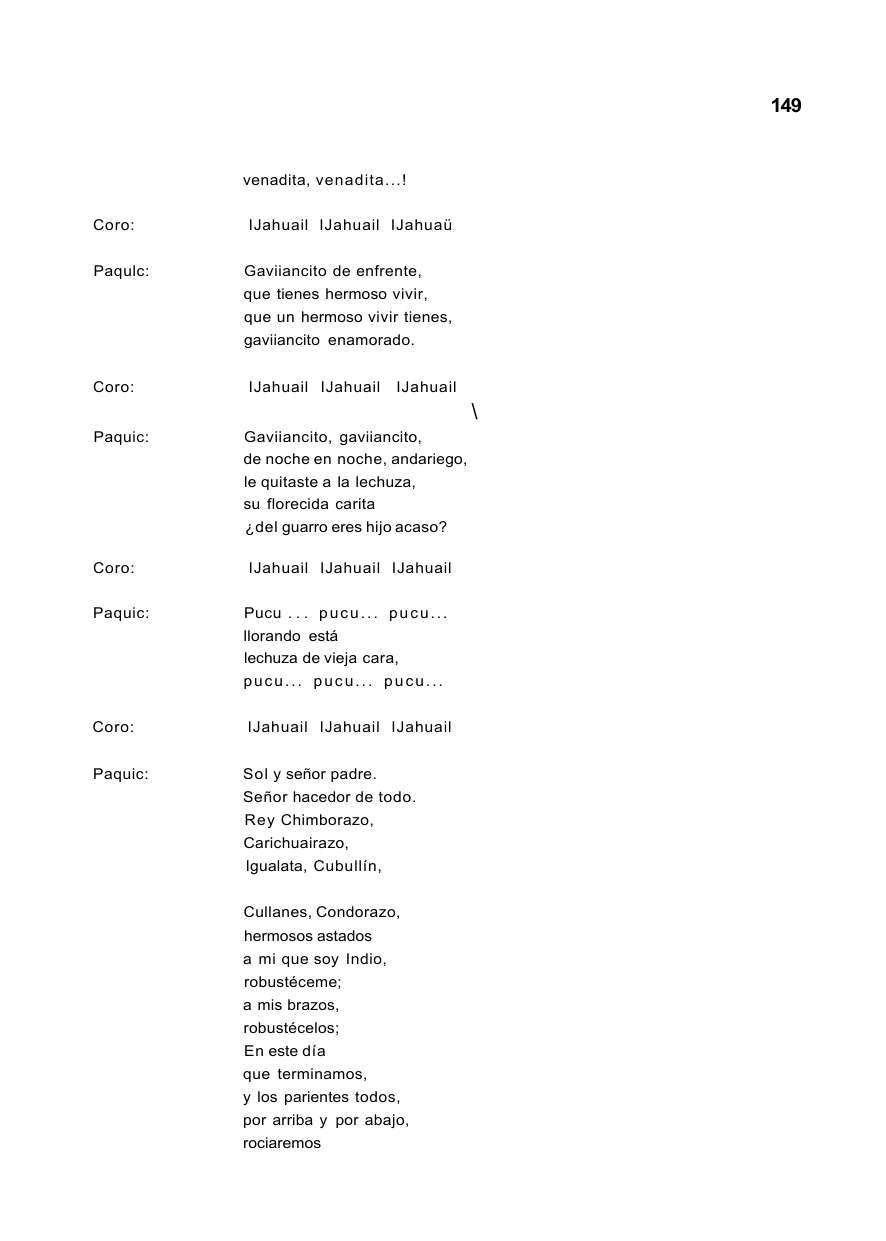 149
venadita, venadita...!
Coro: IJahuail IJahuail IJahuaü
Paqulc: Gaviiancito de enfrente,
que tienes hermoso vivir,
que un hermoso vivir tienes,
gaviiancito enamorado.
Coro: IJahuail IJahuail IJahuail
\
Paquic: Gaviiancito, gaviiancito,
de noche en noche, andariego,
le quitaste a la lechuza,
su florecida carita
¿del guarro eres hijo acaso?
Coro: IJahuail IJahuail IJahuail
Paquic: Pucu ... pucu... pucu...
llorando está
lechuza de vieja cara,
pucu... pucu... pucu...
Coro: IJahuail IJahuail IJahuail
Paquic: Sol y señor padre.
Señor hacedor de todo.
Rey Chimborazo,
Carichuairazo,
Igualata, Cubullín,
Cullanes, Condorazo,
hermosos astados
a mi que soy Indio,
robustéceme;
a mis brazos,
robustécelos;
En este día
que terminamos,
y los parientes todos,
por arriba y por abajo,
rociaremos